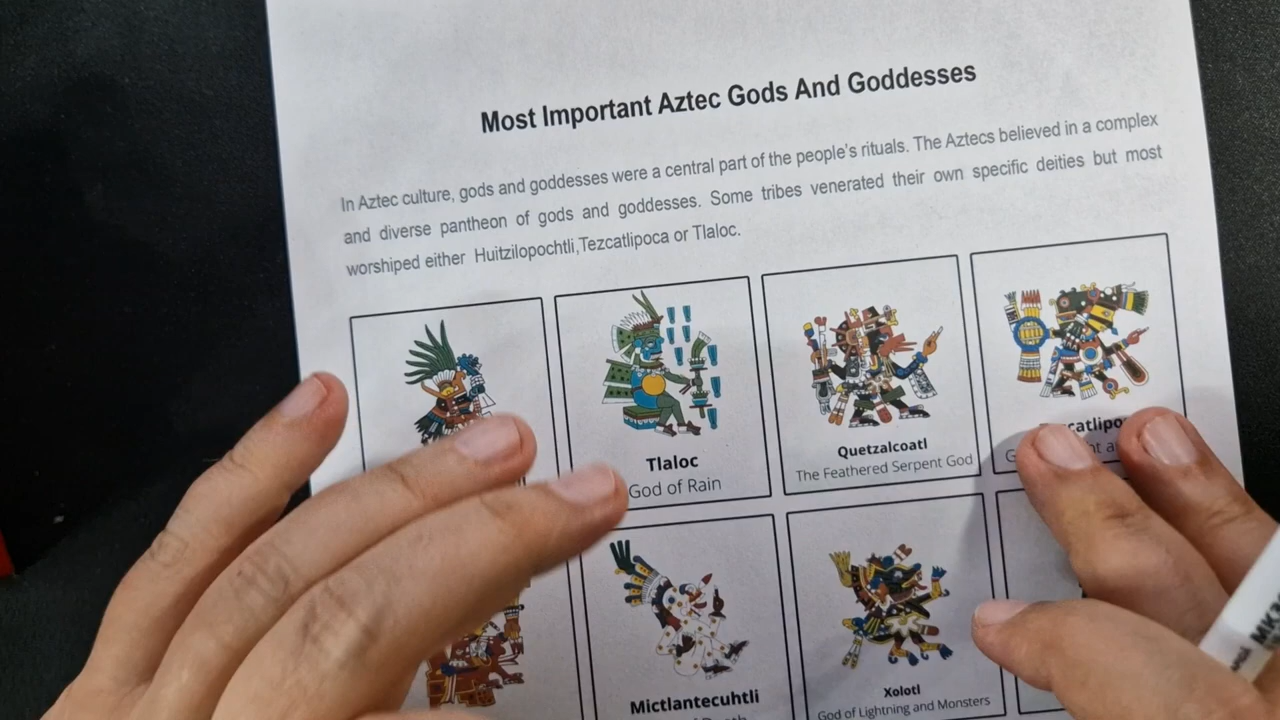 Most Important Aztec Gods And Goddesses
In Aztec culture, gods and goddesses were a central part of the people's rituals. The Aztecs believed in a complex
and diverse pantheon of gods and goddesses. Some tribes venerated their own specific deities but most
worshiped either Huitzilopochtli,Tezcatlipoca or Tlaloc.
Tlaloc
God of Rain
Quetzalcoatl
The Feathered Serpent God
Mictlantecuhtli
Xolotl
God of Lightning and Monsters